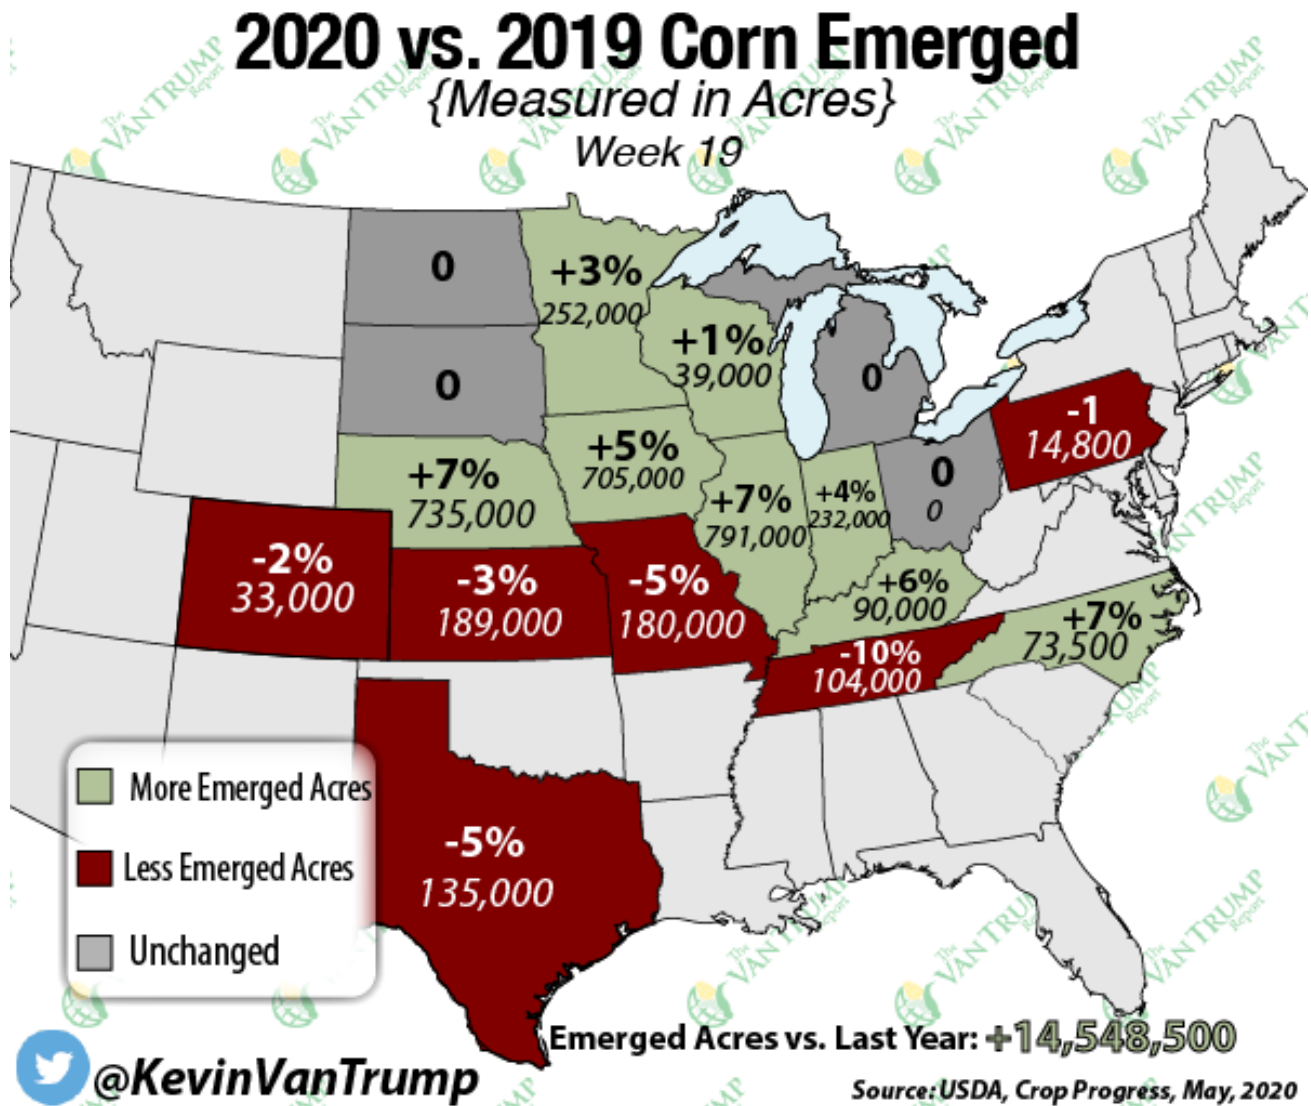 2020 vs. 2019 Corn Emerged
{Measured in Acres}
Week 19
0
+3%
252,000
+1%
39,000
0
0
-1
14,800
+7%
735,000
+5%
705,000
+7%
791,000
+4%
232,000
0
0
-2%
33,000
-3%
189,000
-5%
180,000
+6%
90,000
+7%
73,500
-10%
104,000
-5%
135,000
More Emerged Acres
Less Emerged Acres
Unchanged
Emerged Acres vs. Last Year: +14,548,500
@KevinVanTrump
Source: USDA, Crop Progress, May, 2020
The
VAN TRUMP
Report